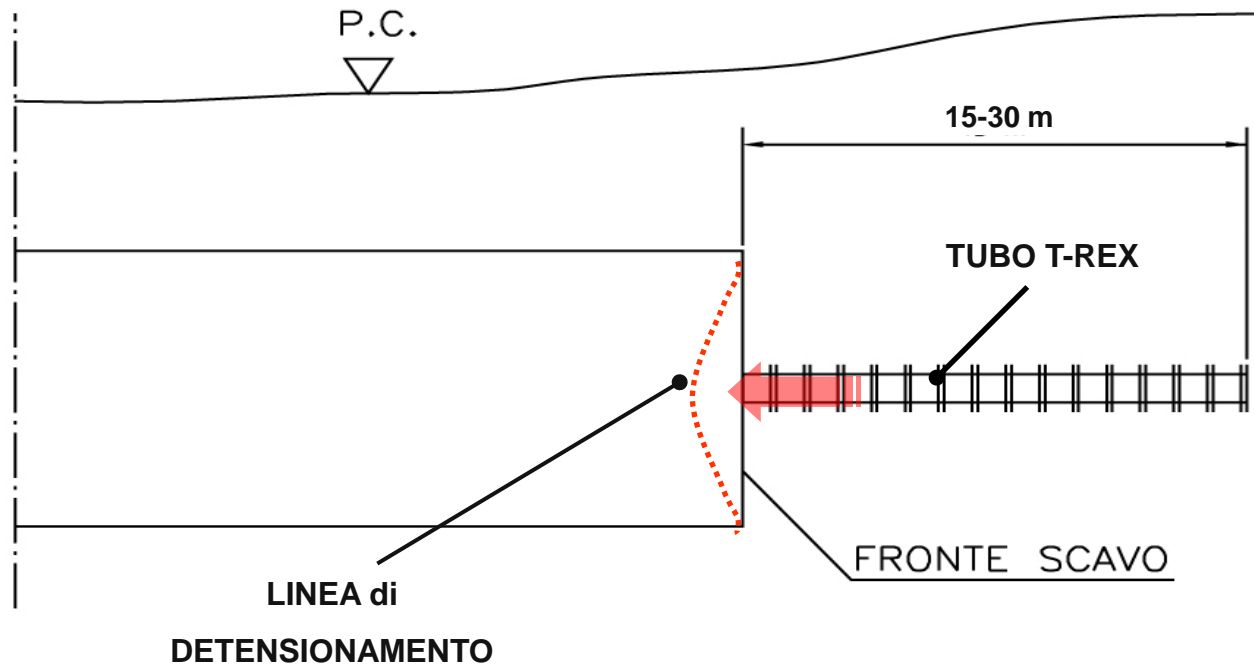 P.C.
15-30 m
TUBO T-REX
FRONTE SCAVO
LINEA di
DETENSIONAMENTO